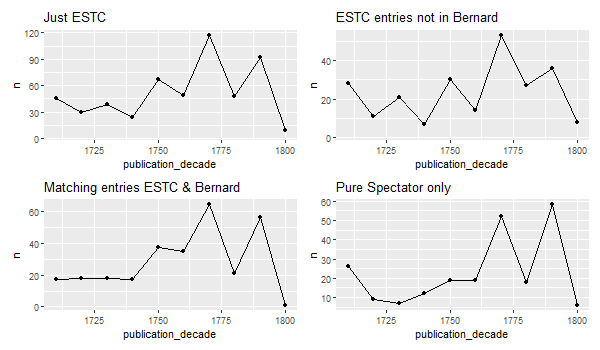 Just ESTC
120
90
60
30
0
n
1725
1750
1775
1800
publication_decade
ESTC entries not in Bernard
40
20
0
n
1725
1750
1775
1800
publication_decade
Matching entries ESTC & Bernard
60
40
20
0
n
1725
1750
1775
1800
publication_decade
Pure Spectator only
60
50
40
30
20
10
n
1725
1750
1775
1800
publication_decade